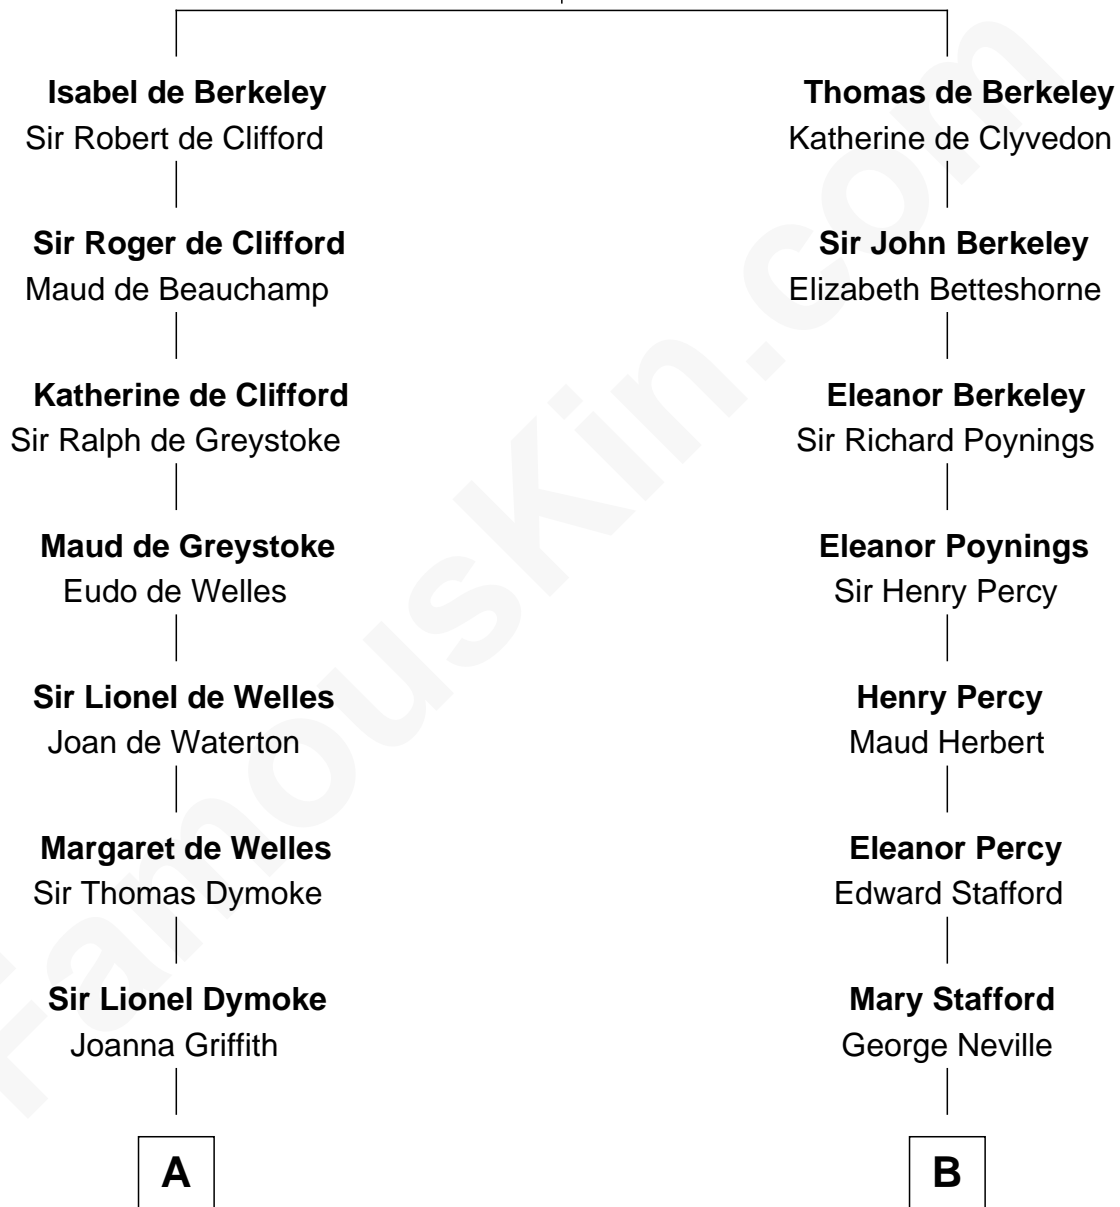 Isabel de Berkeley
Sir Robert de Clifford
Sir Roger de Clifford
Maud de Beauchamp
Katherine de Clifford
Sir Ralph de Greystoke
Maud de Greystoke
Eudo de Welles
Sir Lionel de Welles
Joan de Waterton
Margaret de Welles
Sir Thomas Dymoke
Sir Lionel Dymoke
Joanna Griffith
A
Thomas de Berkeley
Katherine de Clyvedon
Sir John Berkeley
Elizabeth Betteshorne
Eleanor Berkeley
Sir Richard Poynings
Eleanor Poynings
Sir Henry Percy
Henry Percy
Maud Herbert
Eleanor Percy
Edward Stafford
Mary Stafford
George Neville
B
FamousKin.com